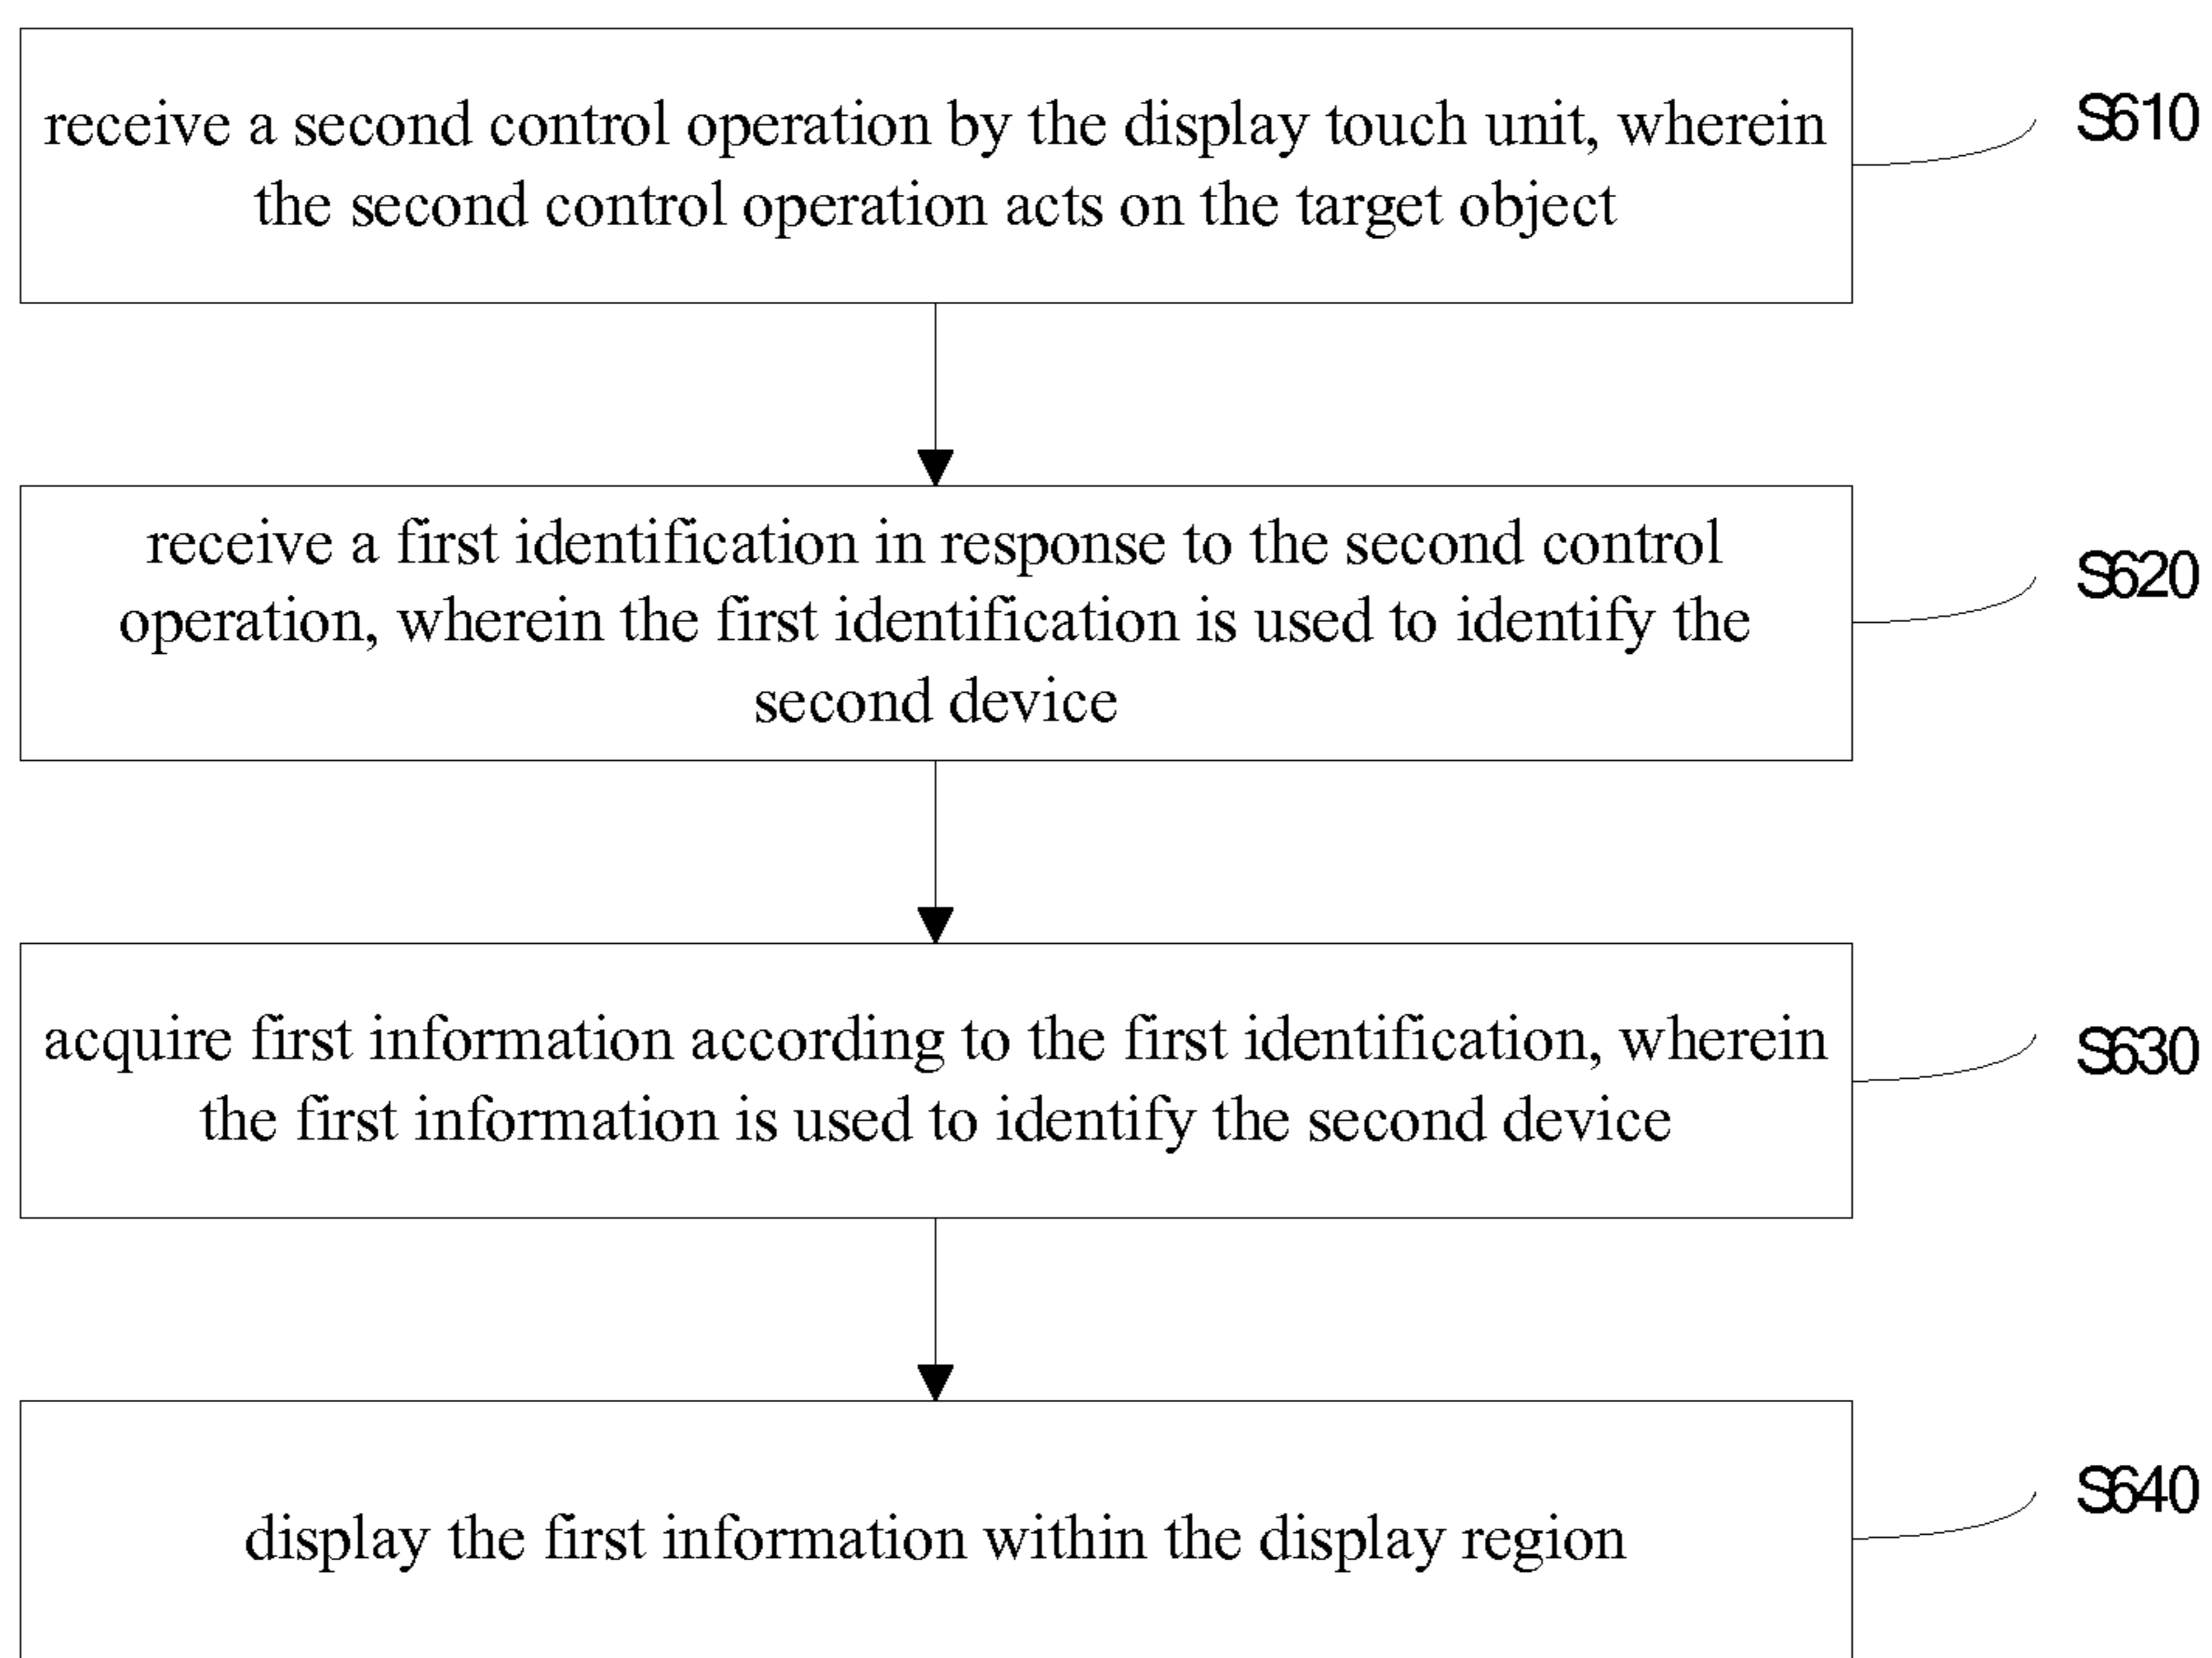 receive a second control operation by the display touch unit, wherein
the second control operation acts on the target object
S610
receive a first identification in response to the second control
operation, wherein the first identification is used to identify the
second device
S620
acquire first information according to the first identification, wherein
the first information is used to identify the second device
S630
display the first information within the display region
S640